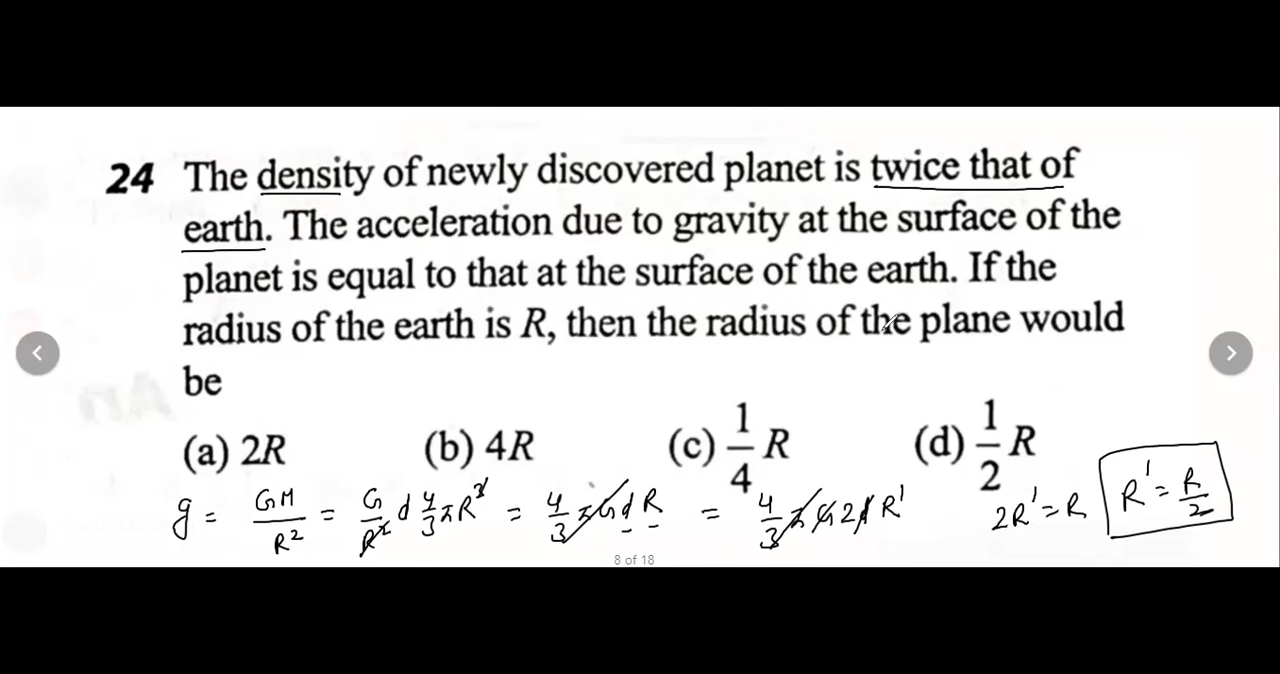 24 The density of newly discovered planet is twice that of
earth. The acceleration due to gravity at the surface of the
planet is equal to that at the surface of the earth. If the
radius of the earth is R, then the radius of the plane would
be
(a) 2R (b) 4R (c) 1/4 R (d) 1/2 R
g = GM/R² = G/R² d 4/3 πR³ = 4/3 πGdR = 4/3 πG2dR' 2R' = R R' = R/2
8 of 18